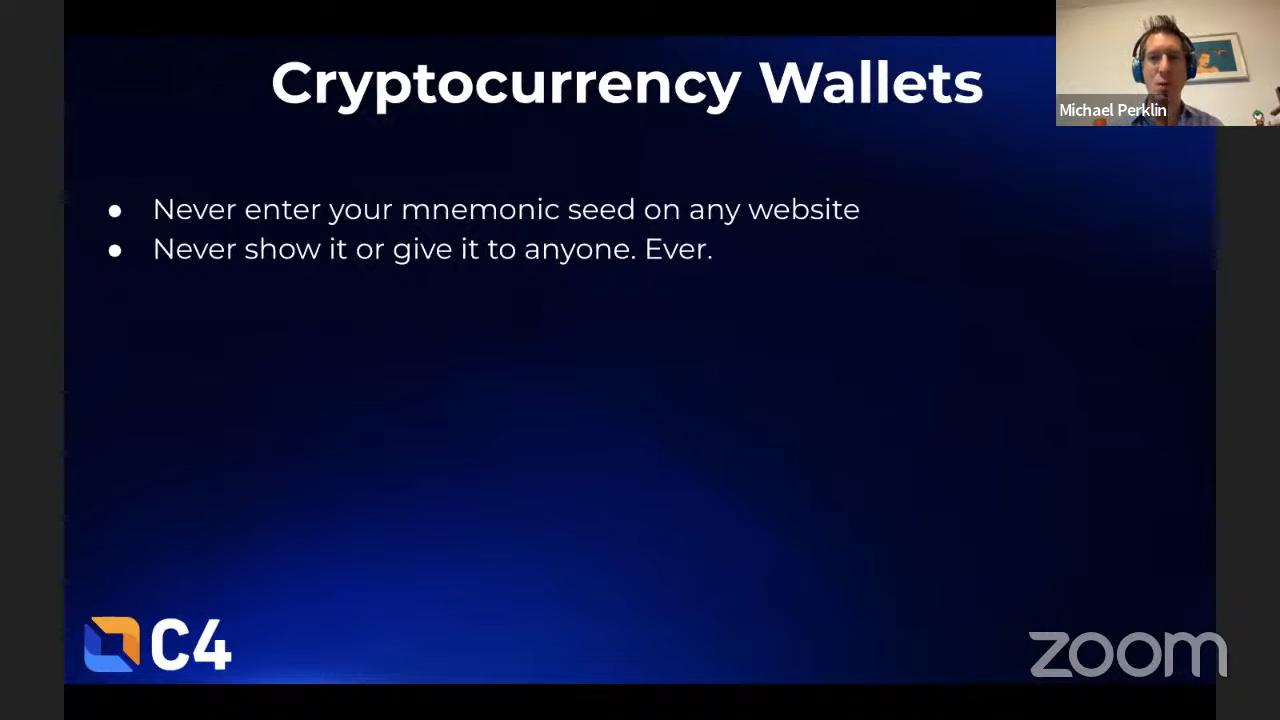 Cryptocurrency Wallets
Michael Perklin
● Never enter your mnemonic seed on any website
● Never show it or give it to anyone. Ever.
C4
zoom